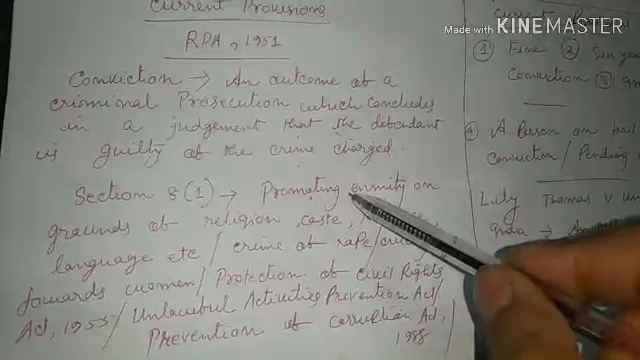 Current Provisions
RPA, 1951
Conviction → An outcome of a
criminal Prosecution which concludes
in a judgement that the defendant
is guilty of the crime charged.
Section 8(1) → Promoting enmity on
grounds of religion, caste,
language etc / crime of rape/
towards women / Protection of civil Rights
Act, 1955 / Unlawful Activities Prevention Act /
Prevention of corruption Act,
1988
Made with KINEMASTER
① Fine ②
Conviction ③
④ A Person on bail
Conviction / Pending
Lily Thomas V
India →